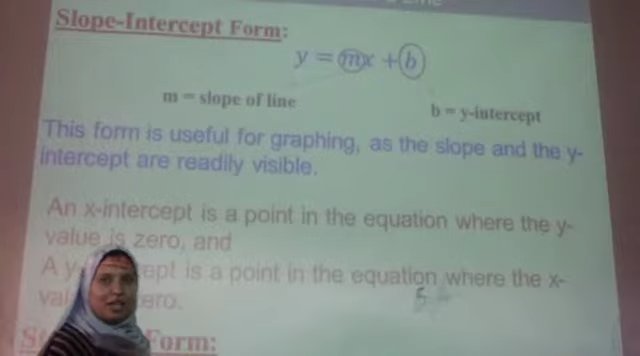 Slope-Intercept Form:
y = mx + b
m = slope of line
b = y-intercept
This form is useful for graphing, as the slope and the y-
intercept are readily visible.
An x-intercept is a point in the equation where the y-
value is zero, and
A y ept is a point in the equation where the x-
val ero.
5
St Form: